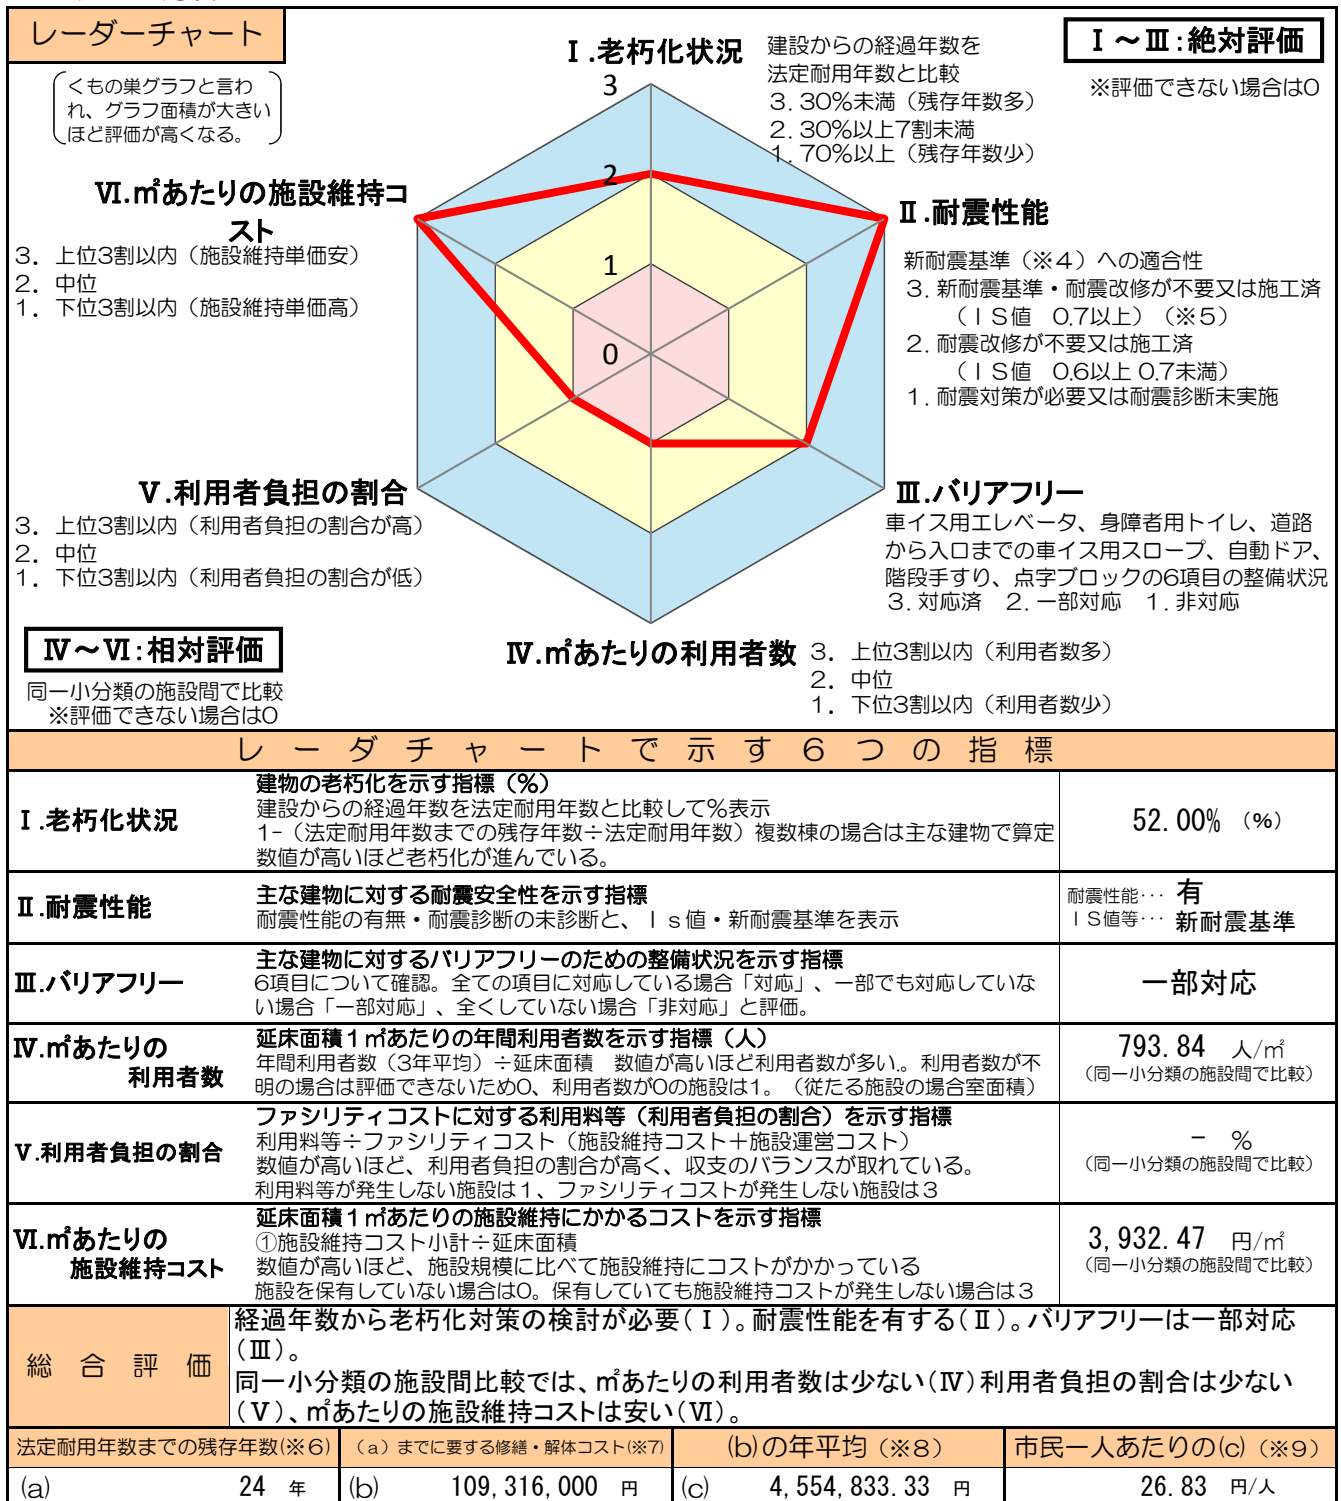 レーダーチャート
くもの巣グラフと言わ
れ、グラフ面積が大きい
ほど評価が高くなる。
Ⅰ.老朽化状況
建設からの経過年数を
法定耐用年数と比較
3. 30%未満（残存年数多）
2. 30%以上7割未満
1. 70%以上（残存年数少）
Ⅰ～Ⅲ:絶対評価
※評価できない場合は0
3
2
1
0
Ⅵ.㎡あたりの施設維持コ
スト
3. 上位3割以内（施設維持単価安）
2. 中位
1. 下位3割以内（施設維持単価高）
Ⅱ.耐震性能
新耐震基準（※4）への適合性
3. 新耐震基準・耐震改修が不要又は施工済
（ＩＳ値 0.7以上）（※5）
2. 耐震改修が不要又は施工済
（ＩＳ値 0.6以上 0.7未満）
1. 耐震対策が必要又は耐震診断未実施
Ⅴ.利用者負担の割合
3. 上位3割以内（利用者負担の割合が高）
2. 中位
1. 下位3割以内（利用者負担の割合が低）
Ⅲ.バリアフリー
車イス用エレベータ、身障者用トイレ、道路
から入口までの車イス用スロープ、自動ドア、
階段手すり、点字ブロックの6項目の整備状況
3. 対応済 2. 一部対応 1. 非対応
Ⅳ～Ⅵ:相対評価
同一小分類の施設間で比較
※評価できない場合は0
Ⅳ.㎡あたりの利用者数
3. 上位3割以内（利用者数多）
2. 中位
1. 下位3割以内（利用者数少）
レーダチャートで示す６つの指標
Ⅰ.老朽化状況
建物の老朽化を示す指標（%）
建設からの経過年数を法定耐用年数と比較して%表示
1-（法定耐用年数までの残存年数÷法定耐用年数）複数棟の場合は主な建物で算定
数値が高いほど老朽化が進んでいる。
52.00% （%）
Ⅱ.耐震性能
主な建物に対する耐震安全性を示す指標
耐震性能の有無・耐震診断の未診断と、Ｉｓ値・新耐震基準を表示
耐震性能… 有
ＩＳ値等… 新耐震基準
Ⅲ.バリアフリー
主な建物に対するバリアフリーのための整備状況を示す指標
6項目について確認。全ての項目に対応している場合「対応」、一部でも対応していな
い場合「一部対応」、全くしていない場合「非対応」と評価。
一部対応
Ⅳ.㎡あたりの
利用者数
延床面積１㎡あたりの年間利用者数を示す指標（人）
年間利用者数（3年平均）÷延床面積 数値が高いほど利用者数が多い。利用者数が不
明の場合は評価できないため0、利用者数が0の施設は1。（従たる施設の場合室面積）
793.84 人/㎡
（同一小分類の施設間で比較）
Ⅴ.利用者負担の割合
ファシリティコストに対する利用料等（利用者負担の割合）を示す指標
利用料等÷ファシリティコスト（施設維持コスト＋施設運営コスト）
数値が高いほど、利用者負担の割合が高く、収支のバランスが取れている。
利用料等が発生しない施設は１、ファシリティコストが発生しない施設は３
- %
（同一小分類の施設間で比較）
Ⅵ.㎡あたりの
施設維持コスト
延床面積１㎡あたりの施設維持にかかるコストを示す指標
①施設維持コスト小計÷延床面積
数値が高いほど、施設規模に比べて施設維持にコストがかかっている
施設を保有していない場合は0。保有していても施設維持コストが発生しない場合は３
3,932.47 円/㎡
（同一小分類の施設間で比較）
総合評価
経過年数から老朽化対策の検討が必要(Ⅰ)。耐震性能を有する(Ⅱ)。バリアフリーは一部対応
(Ⅲ)。
同一小分類の施設間比較では、㎡あたりの利用者数は少ない(Ⅳ)利用者負担の割合は少ない
(Ⅴ)、㎡あたりの施設維持コストは安い(Ⅵ)。
法定耐用年数までの残存年数(※6)
（a）までに要する修繕・解体コスト(※7)
(b)の年平均（※8）
市民一人あたりの(c)（※9）
(a) 24 年
(b) 109,316,000 円
(c) 4,554,833.33 円
26.83 円/人